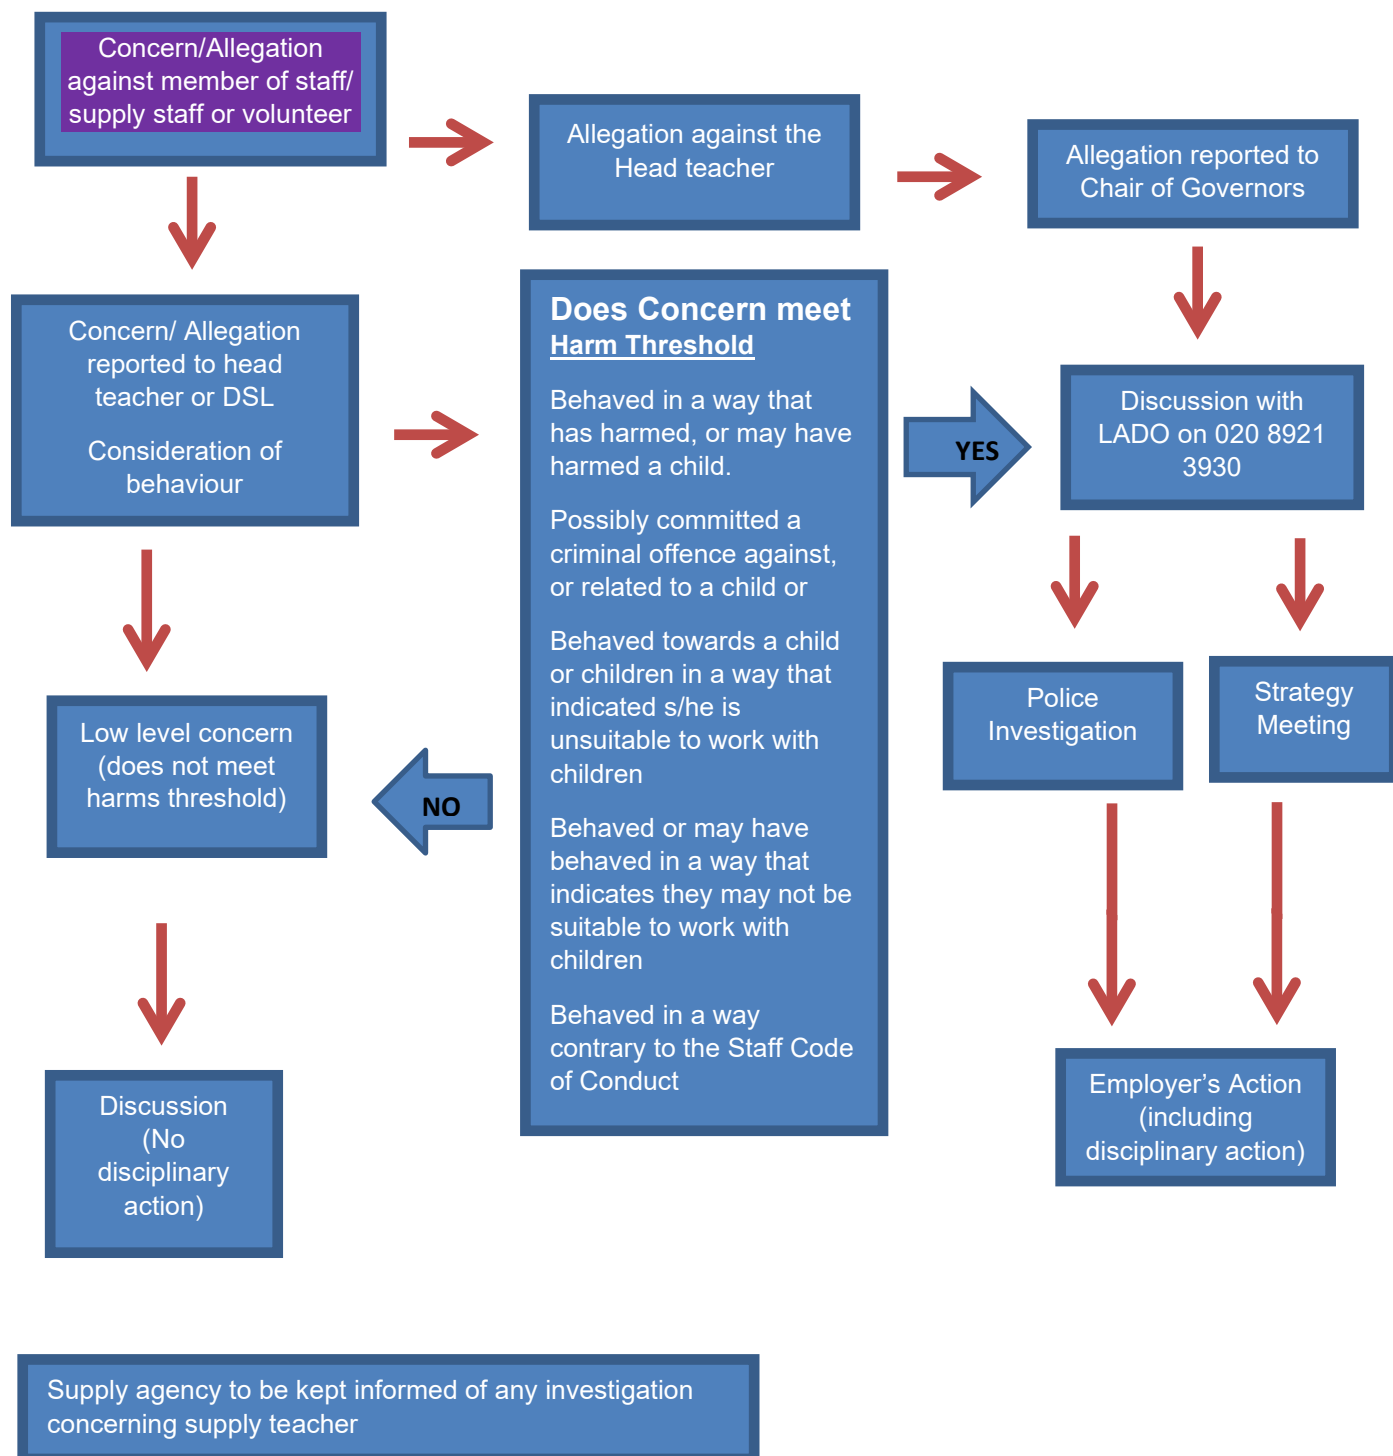 Concern/Allegation
against member of staff/
supply staff or volunteer
Allegation against the
Head teacher
Allegation reported to
Chair of Governors
Concern/ Allegation
reported to head
teacher or DSL
Consideration of
behaviour
Does Concern meet
Harm Threshold
Behaved in a way that
has harmed, or may have
harmed a child.
Possibly committed a
criminal offence against,
or related to a child or
Behaved towards a child
or children in a way that
indicated s/he is
unsuitable to work with
children
Behaved or may have
behaved in a way that
indicates they may not be
suitable to work with
children
Behaved in a way
contrary to the Staff Code
of Conduct
YES
Discussion with
LADO on 020 8921
3930
Police
Investigation
Strategy
Meeting
NO
Low level concern
(does not meet
harms threshold)
Discussion
(No
disciplinary
action)
Employer’s Action
(including
disciplinary action)
Supply agency to be kept informed of any investigation
concerning supply teacher